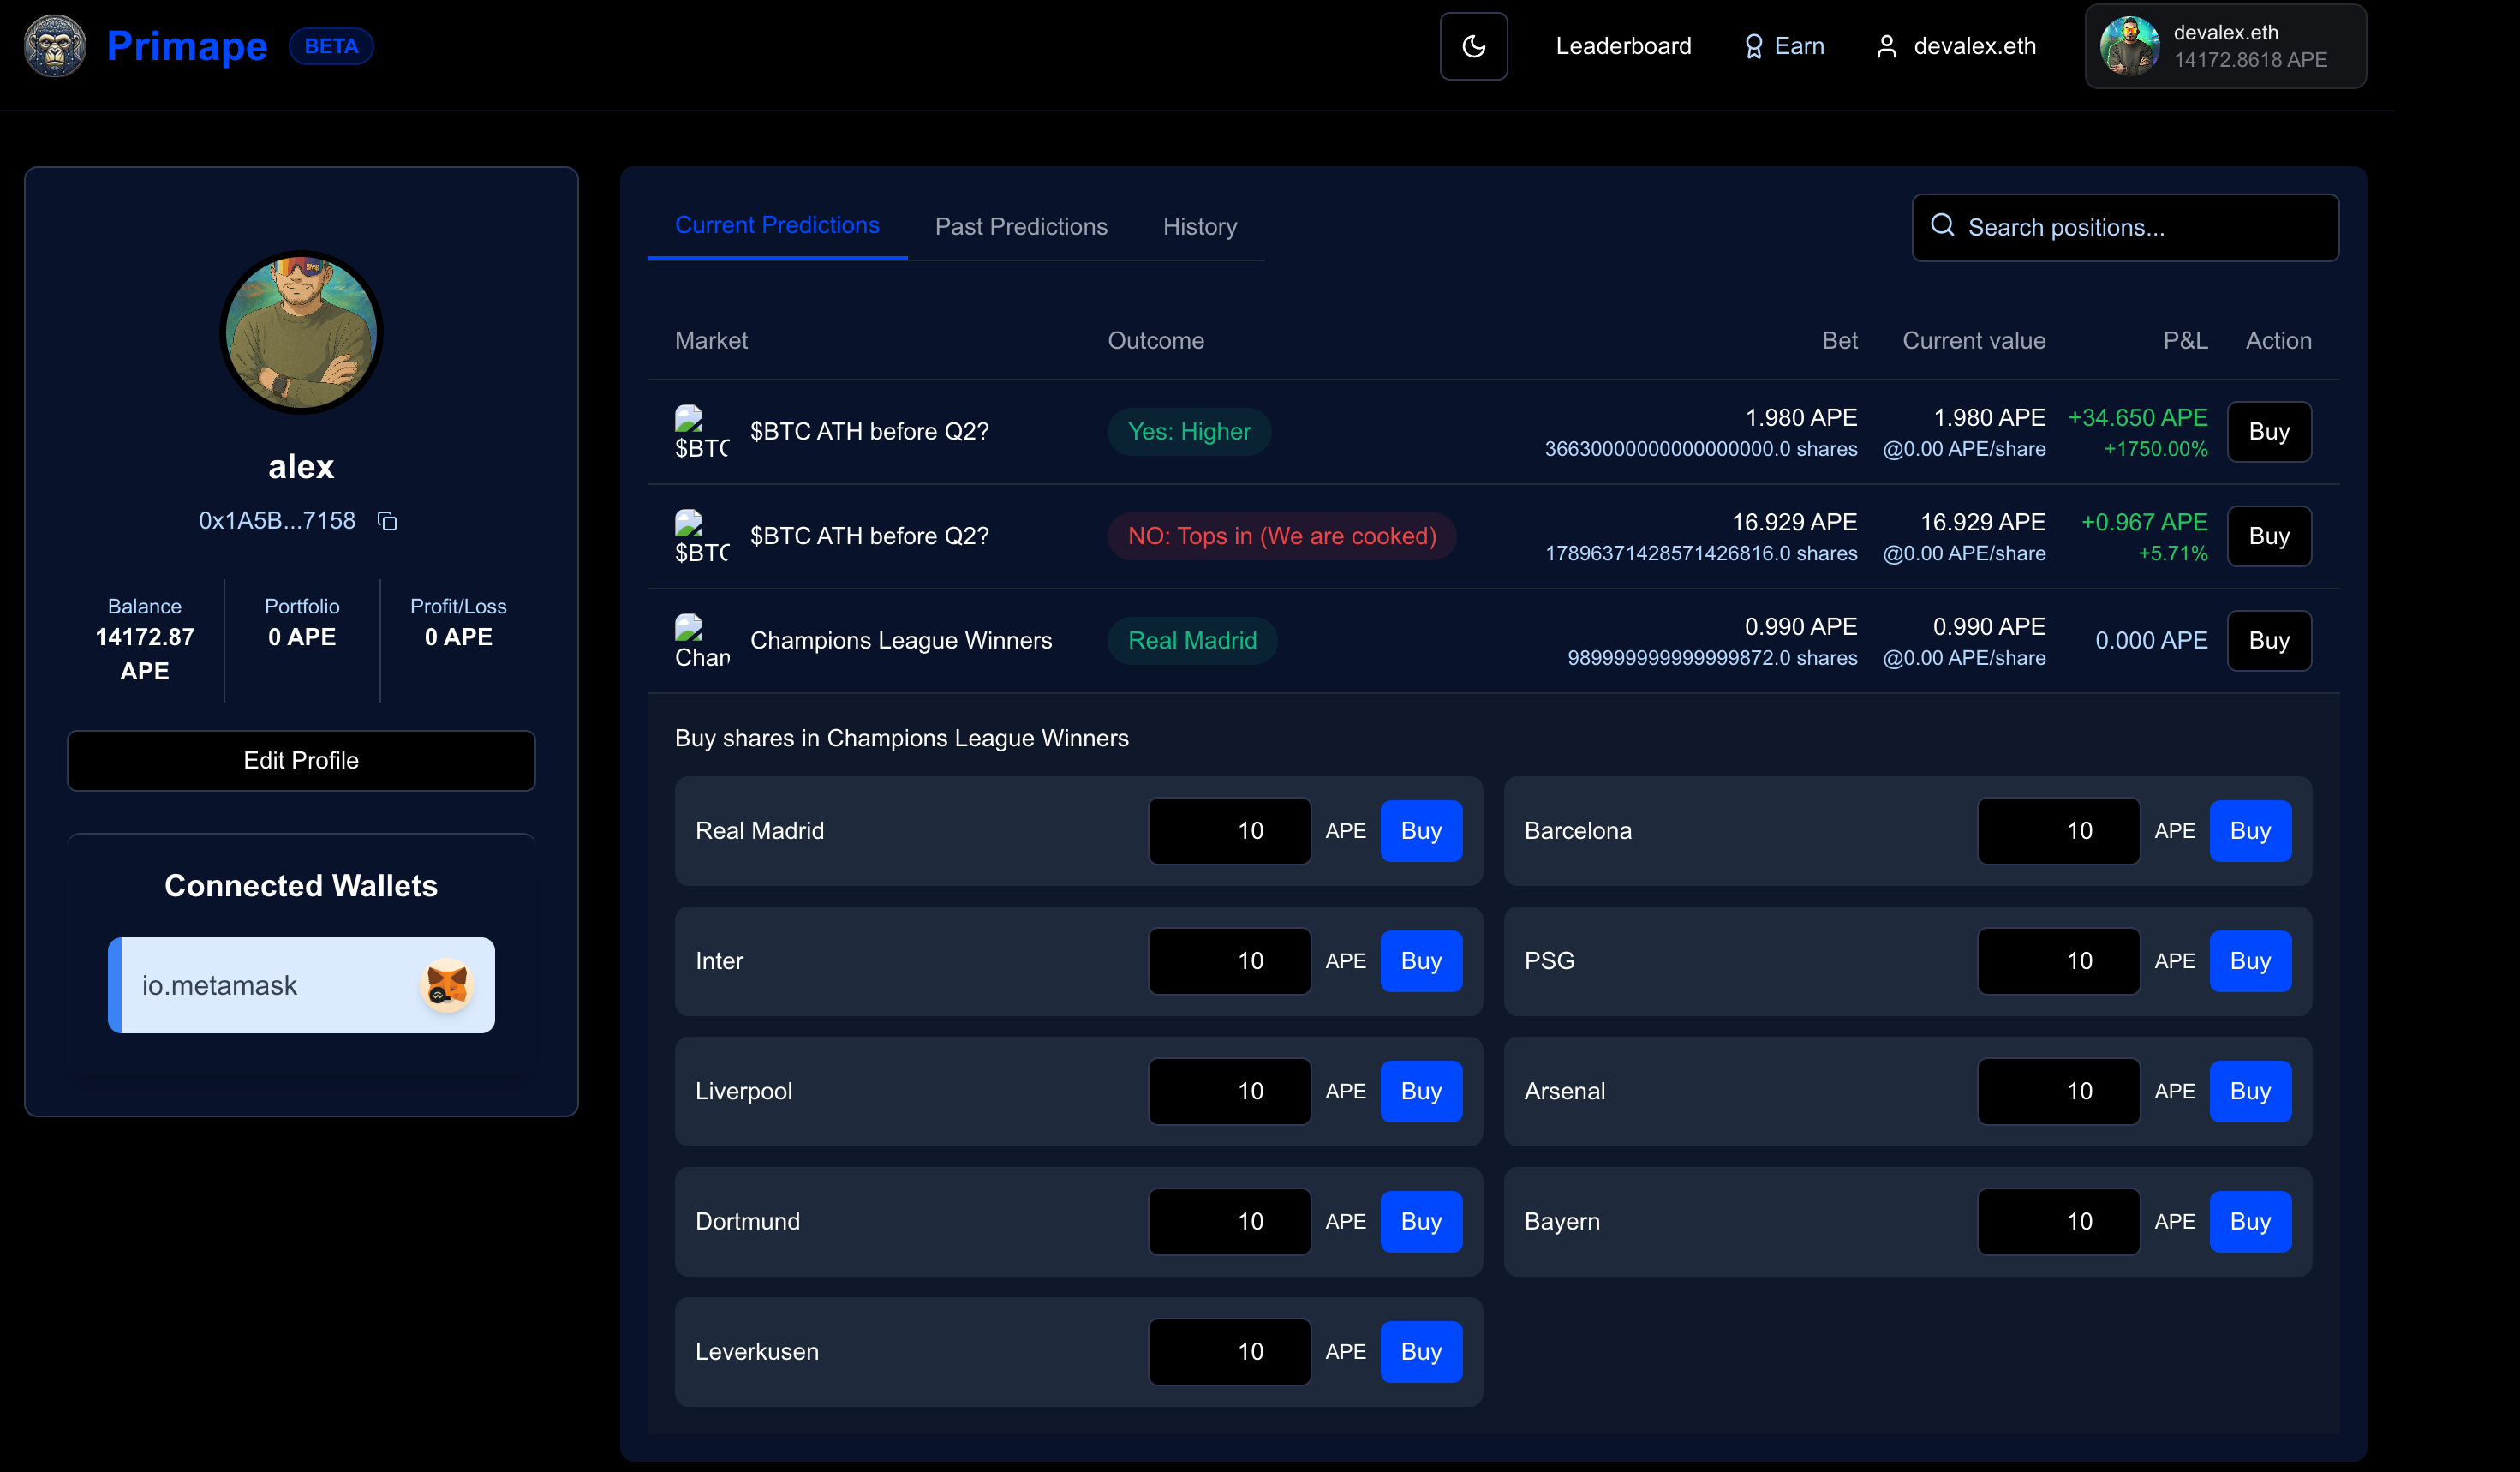 Primape BETA
Leaderboard
Earn
devalex.eth
devalex.eth
14172.8618 APE
alex
0x1A5B...7158
Balance
14172.87
APE
Portfolio
0 APE
Profit/Loss
0 APE
Edit Profile
Connected Wallets
io.metamask
Current Predictions
Past Predictions
History
Search positions...
Market Outcome Bet Current value P&L Action
$BTC
$BTC ATH before Q2?
Yes: Higher
1.980 APE
36630000000000000000.0 shares
1.980 APE
@0.00 APE/share
+34.650 APE
+1750.00%
Buy
$BTC
$BTC ATH before Q2?
NO: Tops in (We are cooked)
16.929 APE
17896371428571426816.0 shares
16.929 APE
@0.00 APE/share
+0.967 APE
+5.71%
Buy
Chan
Champions League Winners
Real Madrid
0.990 APE
989999999999999872.0 shares
0.990 APE
@0.00 APE/share
0.000 APE
Buy
Buy shares in Champions League Winners
Real Madrid 10 APE Buy
Barcelona 10 APE Buy
Inter 10 APE Buy
PSG 10 APE Buy
Liverpool 10 APE Buy
Arsenal 10 APE Buy
Dortmund 10 APE Buy
Bayern 10 APE Buy
Leverkusen 10 APE Buy